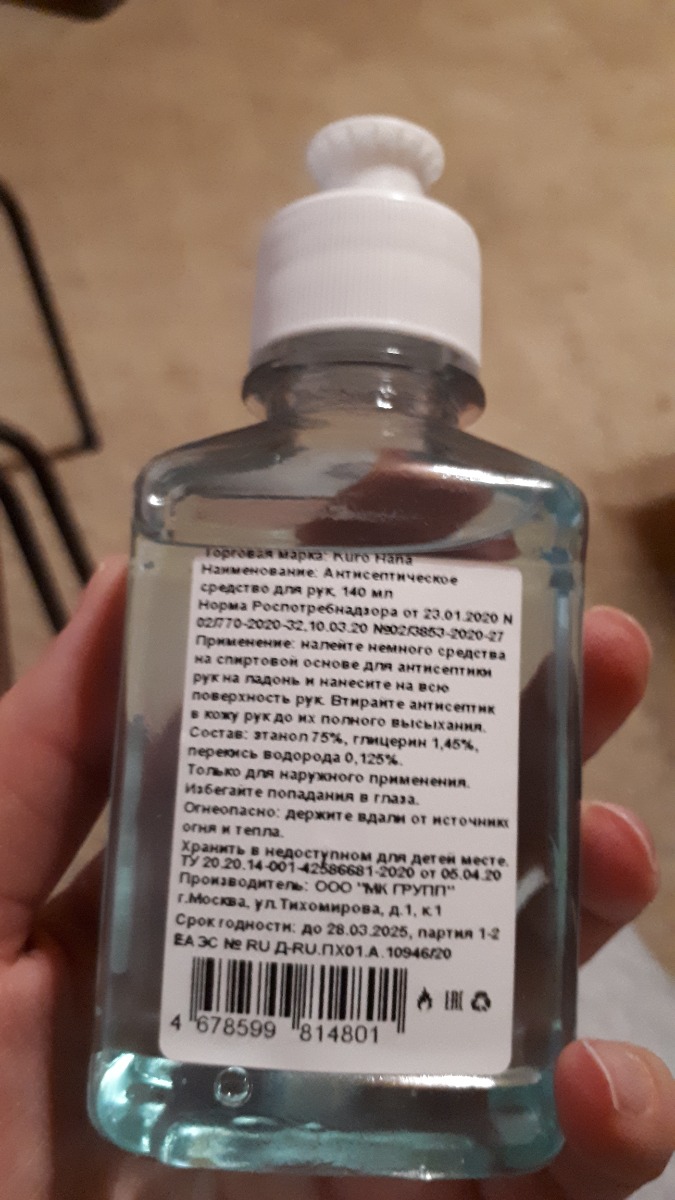 Торговая марка: Kuro Hana
Наименование: Антисептическое
средство для рук, 140 мл
Норма Роспотребнадзора от 23.01.2020 N
02/770-2020-32, 10.03.20 №02/3853-2020-27
Применение: налейте немного средства
на спиртовой основе для антисептики
рук на ладонь и нанесите на всю
поверхность рук. Втирайте антисептик
в кожу рук до их полного высыхания.
Состав: этанол 75%, глицерин 1,45%,
перекись водорода 0,125%.
Только для наружного применения.
Избегайте попадания в глаза.
Огнеопасно: держите вдали от источник
огня и тепла.
Хранить в недоступном для детей месте.
ТУ 20.20.14-001-42586681-2020 от 05.04.20
Производитель: ООО "МК ГРУПП"
г.Москва, ул.Тихомирова, д.1, к.1
Срок годности: до 28.03.2025, партия 1-2
ЕАЭС № RU Д-RU.ПХ01.А.10946/20
4 678599 814801
EAC